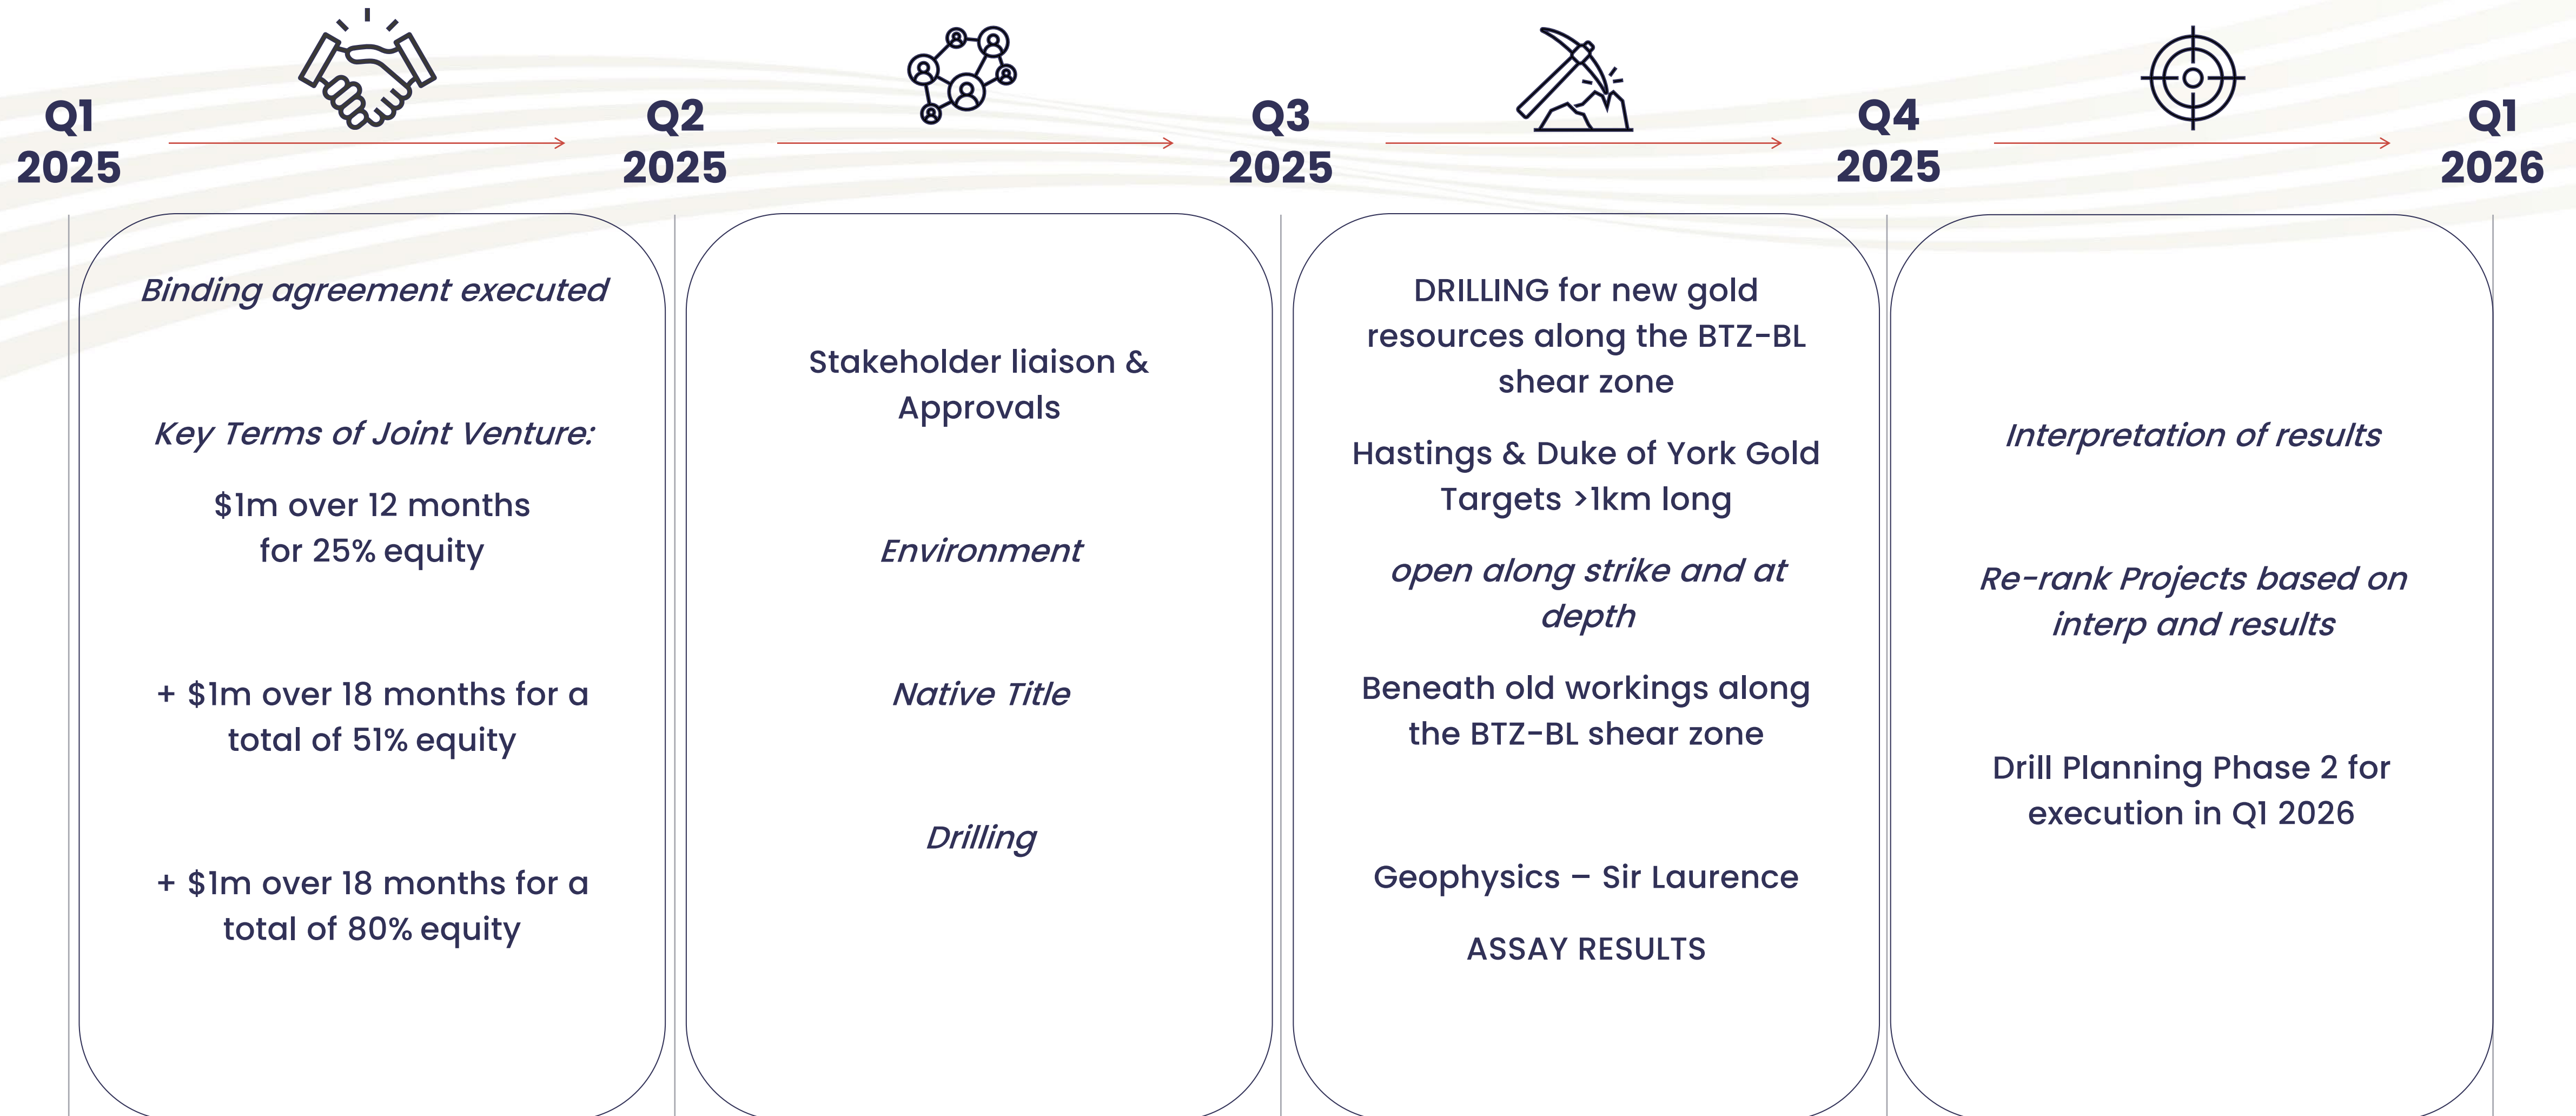 Q1
2025
Q2
2025
Q3
2025
Q4
2025
Q1
2026
Binding agreement executed
Key Terms of Joint Venture:
$1m over 12 months
for 25% equity
+ $1m over 18 months for a
total of 51% equity
+ $1m over 18 months for a
total of 80% equity
Stakeholder liaison &
Approvals
Environment
Native Title
Drilling
DRILLING for new gold
resources along the BTZ-BL
shear zone
Hastings & Duke of York Gold
Targets >1km long
open along strike and at
depth
Beneath old workings along
the BTZ-BL shear zone
Geophysics – Sir Laurence
ASSAY RESULTS
Interpretation of results
Re-rank Projects based on
interp and results
Drill Planning Phase 2 for
execution in Q1 2026